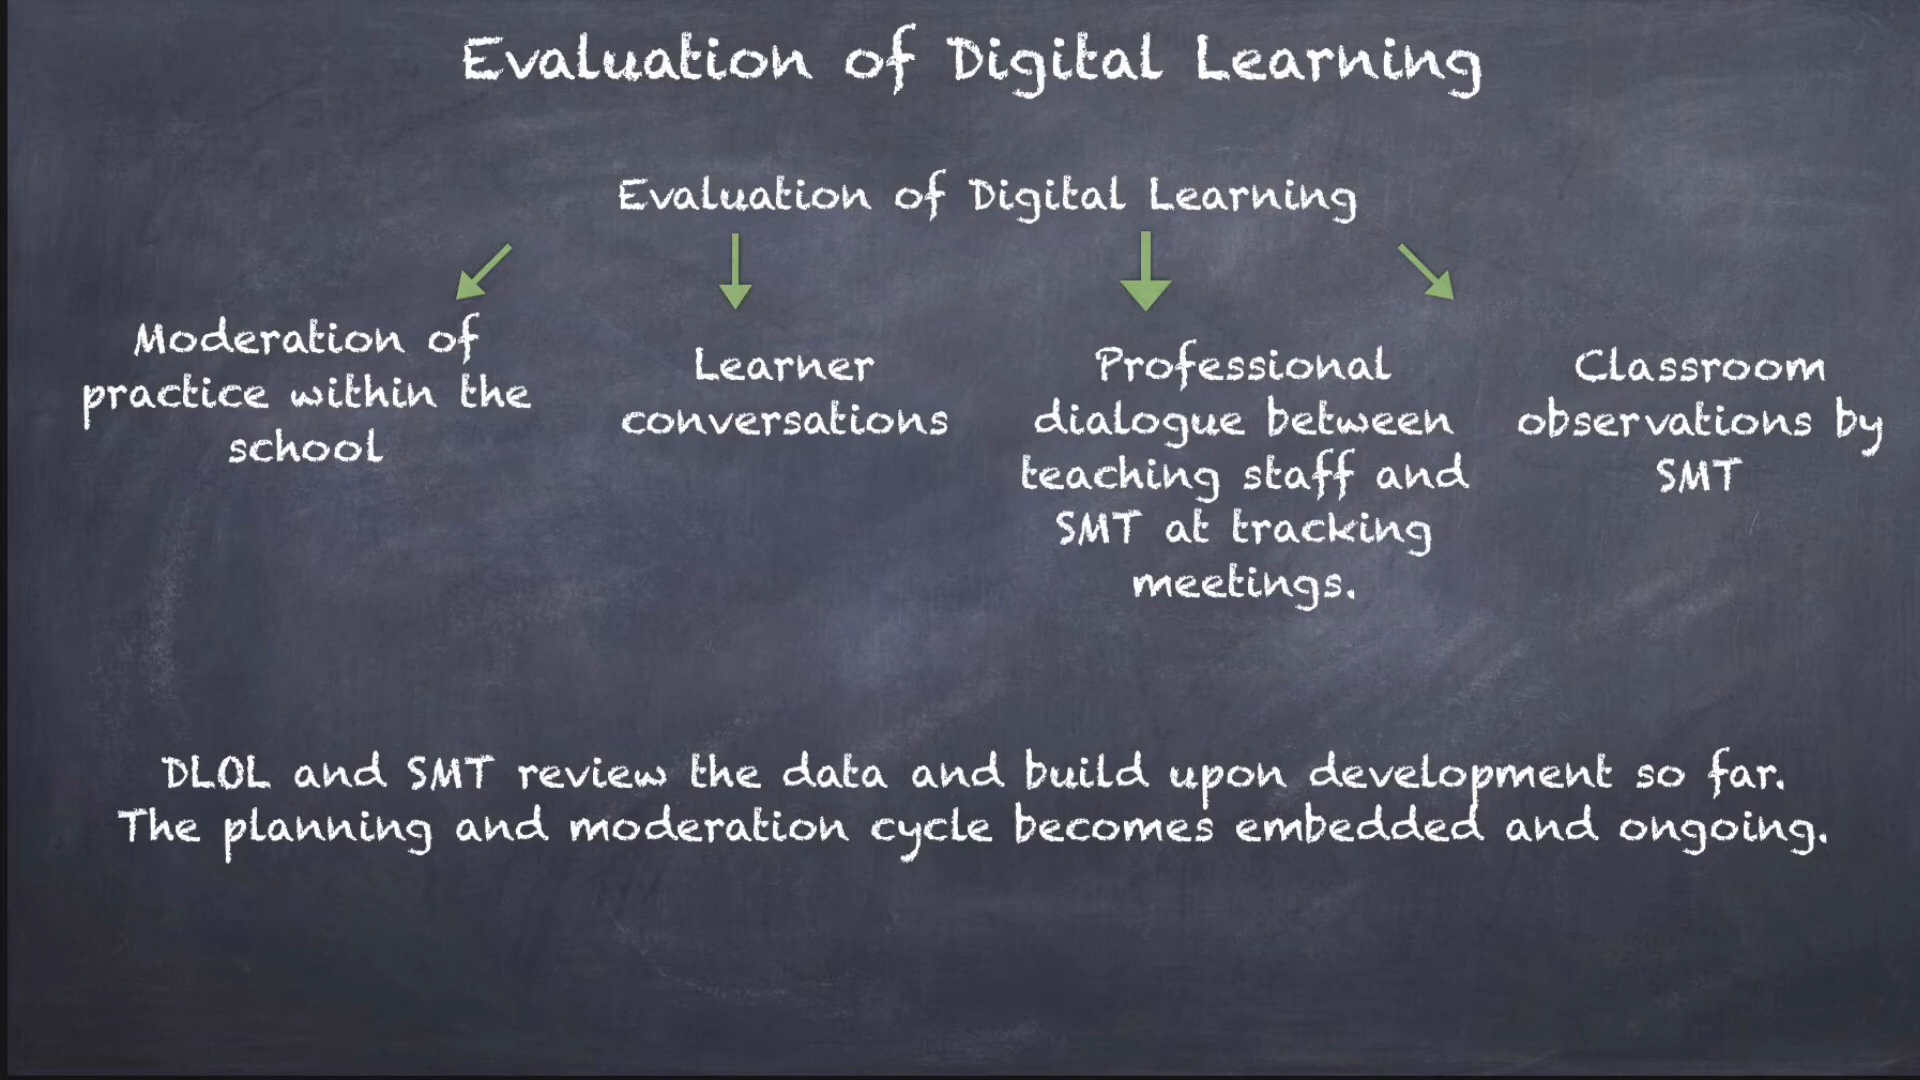 Evaluation of Digital Learning
Evaluation of Digital Learning
Moderation of
practice within the
school
Learner
conversations
Professional
dialogue between
teaching staff and
SMT at tracking
meetings.
Classroom
observations by
SMT
DLOL and SMT review the data and build upon development so far.
The planning and moderation cycle becomes embedded and ongoing.